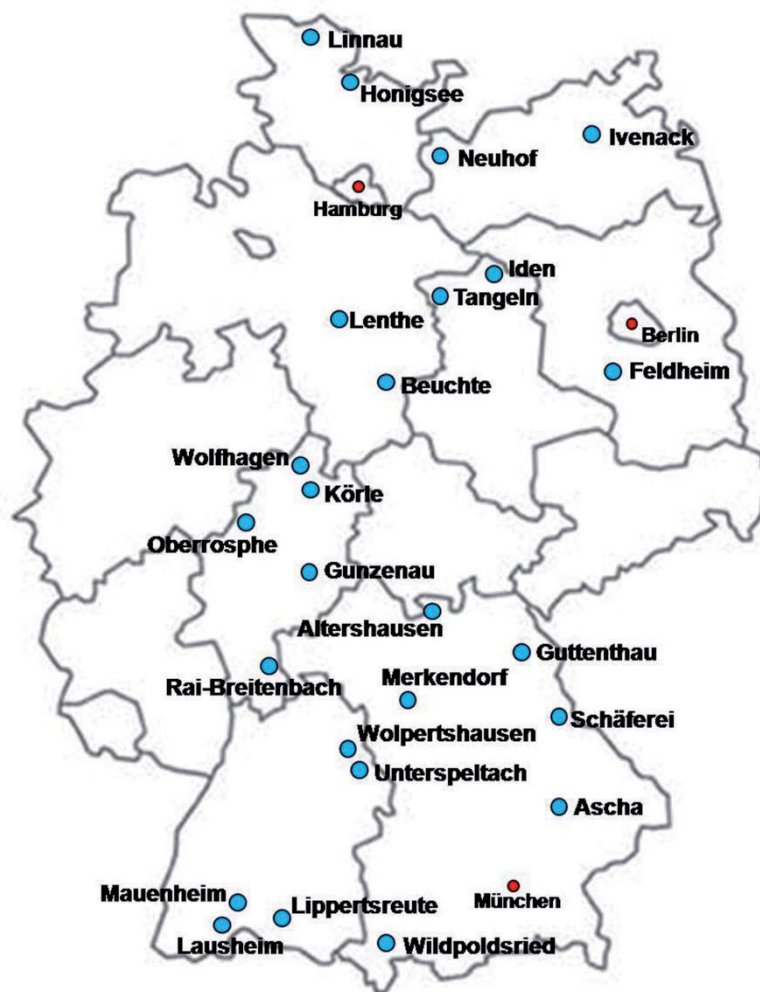 Linnau
Honigsee
Ivenack
Neuhof
Hamburg
Iden
Tangeln
Lenthe
Berlin
Feldheim
Beuchte
Wolfhagen
Körle
Oberrosphe
Gunzenau
Altershausen
Guttenthau
Merkendorf
Rai-Breitenbach
Schäferei
Wolpertshausen
Unterspeltach
Ascha
Mauenheim
München
Lippertsreute
Lausheim
Wildpoldsried